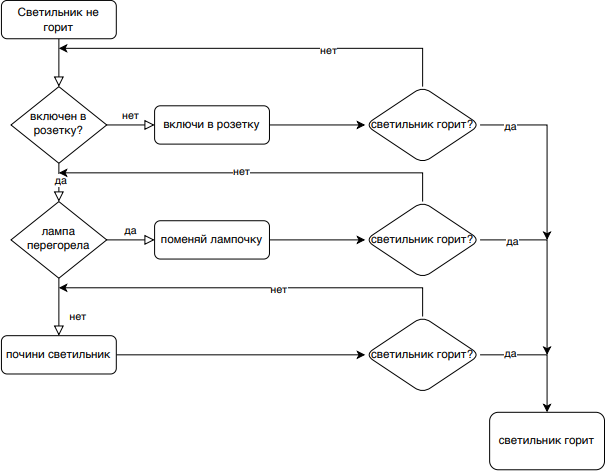 Светильник не
горит
нет
включен в
розетку?
нет
включи в розетку
светильник горит?
да
нет
да
лампа
перегорела
да
поменяй лампочку
светильник горит?
да
нет
нет
почини светильник
светильник горит?
да
светильник горит